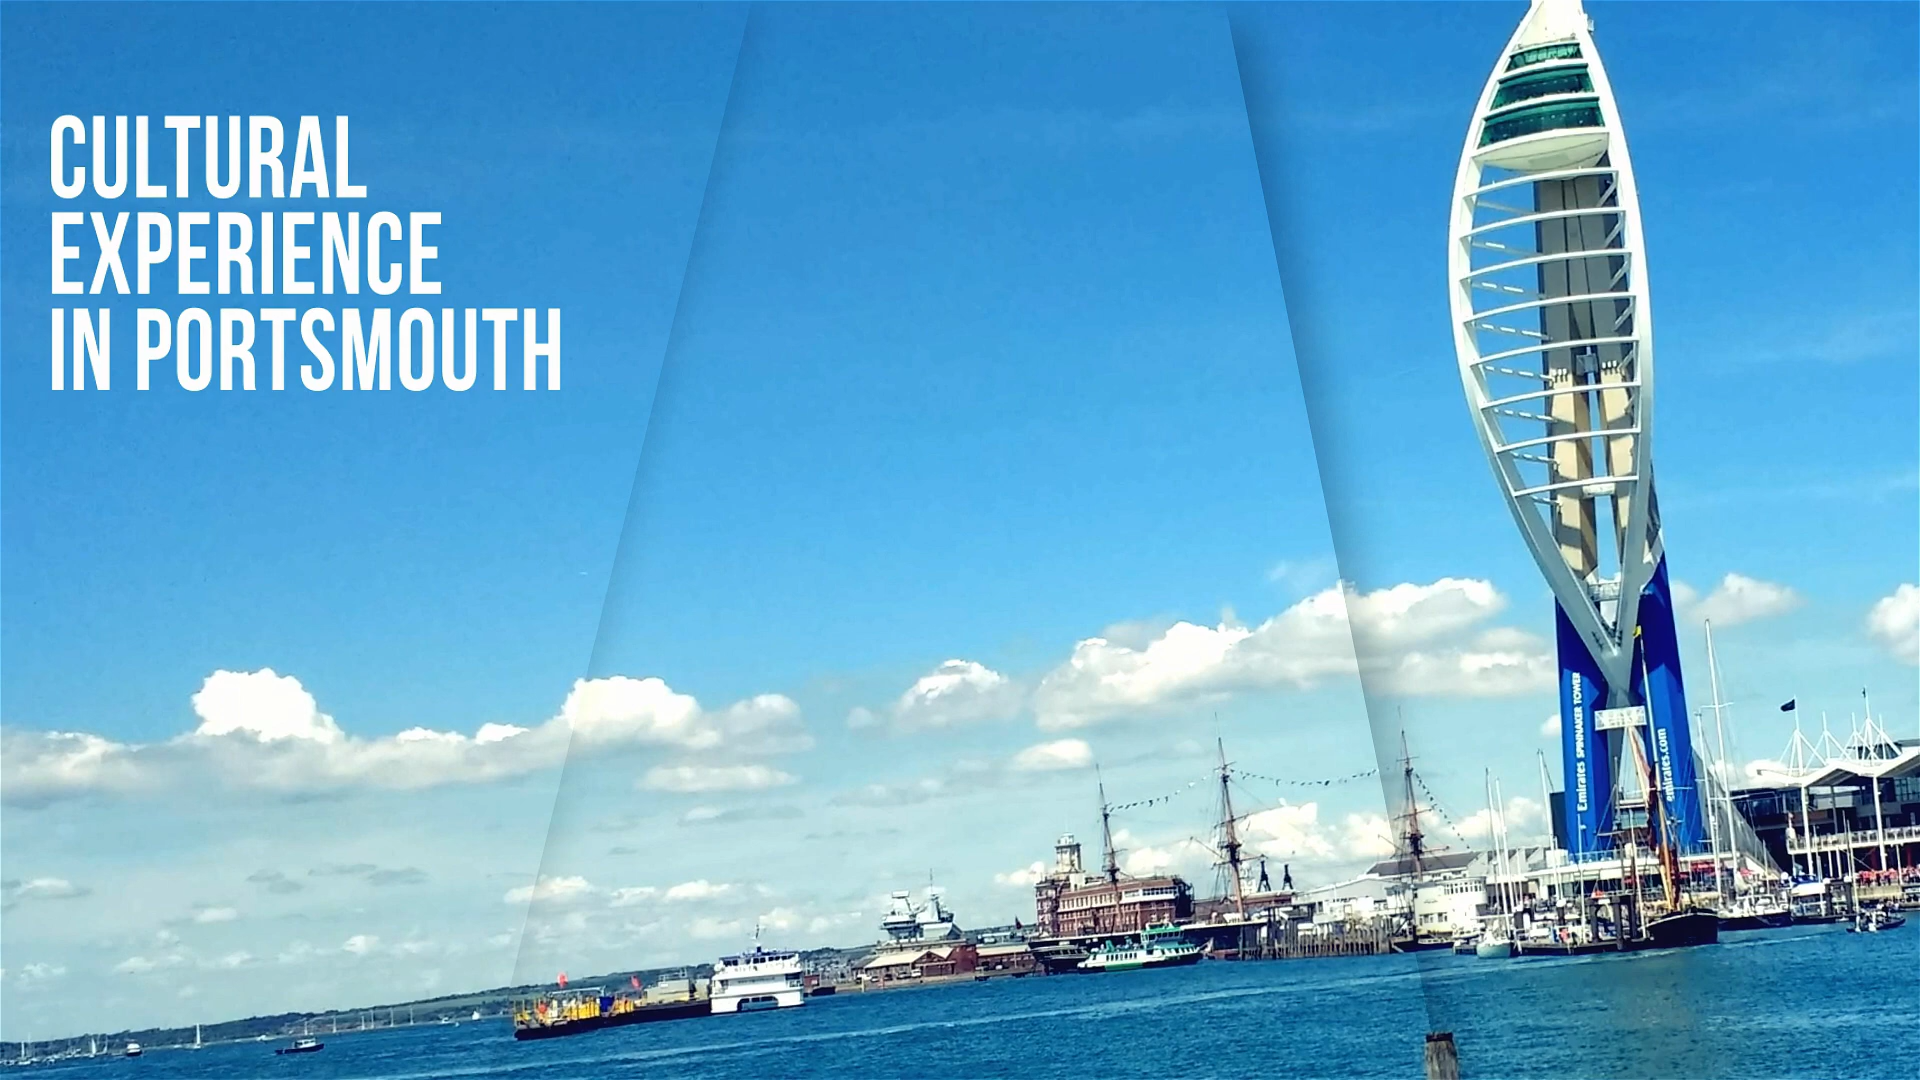 CULTURAL
EXPERIENCE
IN PORTSMOUTH
Emirates SPINNAKER TOWER
emirates.com